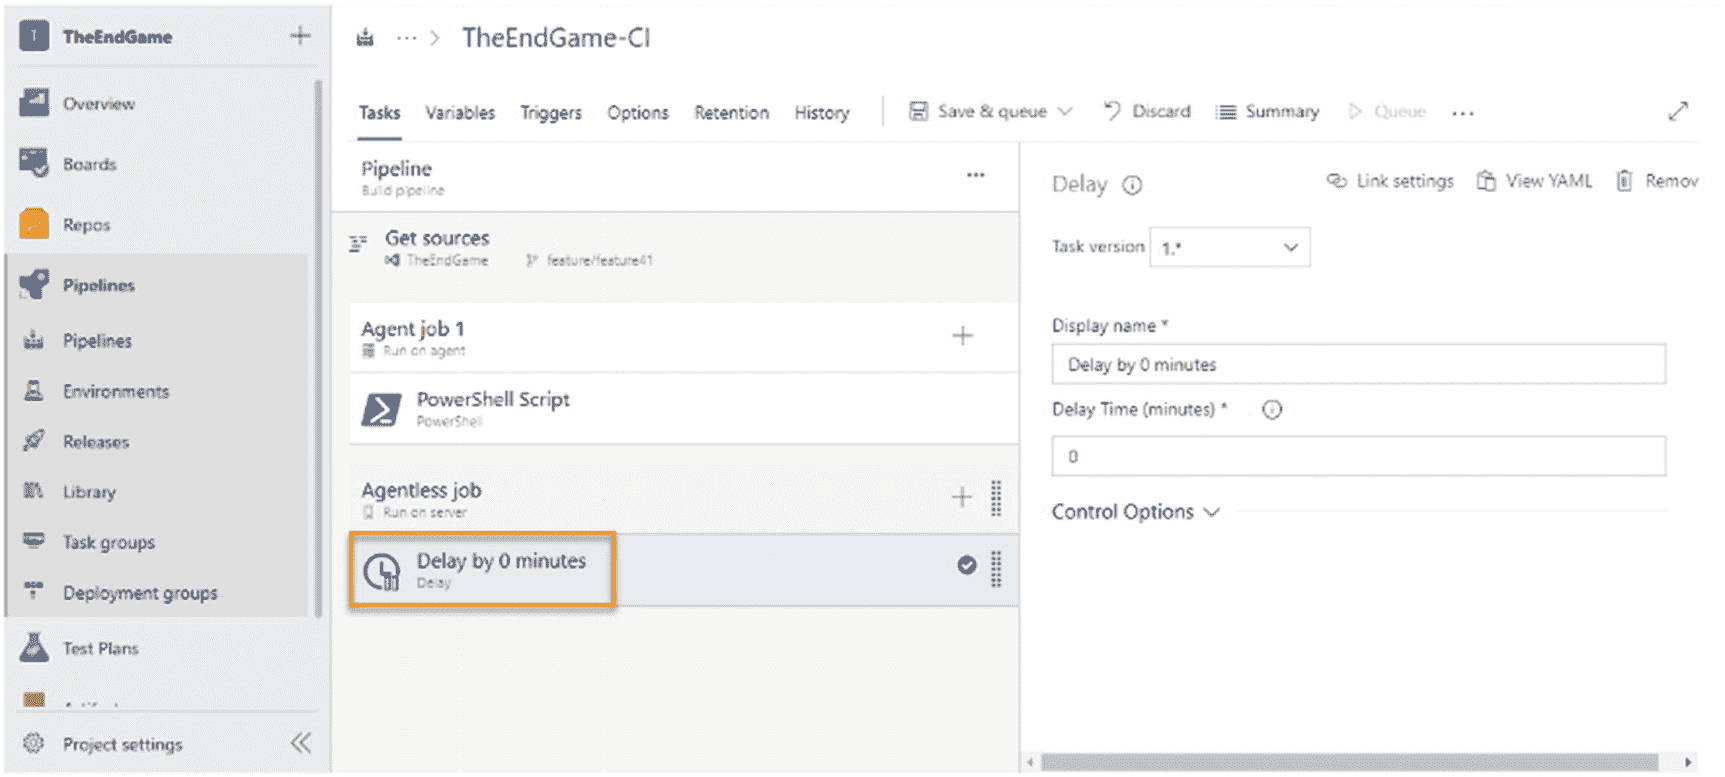 T TheEndGame
Overview
Boards
Repos
Pipelines
Pipelines
Environments
Releases
Library
Task groups
Deployment groups
Test Plans
Project settings
TheEndGame-CI
Tasks Variables Triggers Options Retention History Save & queue Discard Summary Queue ...
Pipeline
Build pipeline
Get sources
TheEndGame feature/feature41
Agent job 1
Run on agent
PowerShell Script
PowerShell
Agentless job
Run on server
Delay by 0 minutes
Delay
Delay Link settings View YAML Remov
Task version 1.*
Display name *
Delay by 0 minutes
Delay Time (minutes) *
0
Control Options